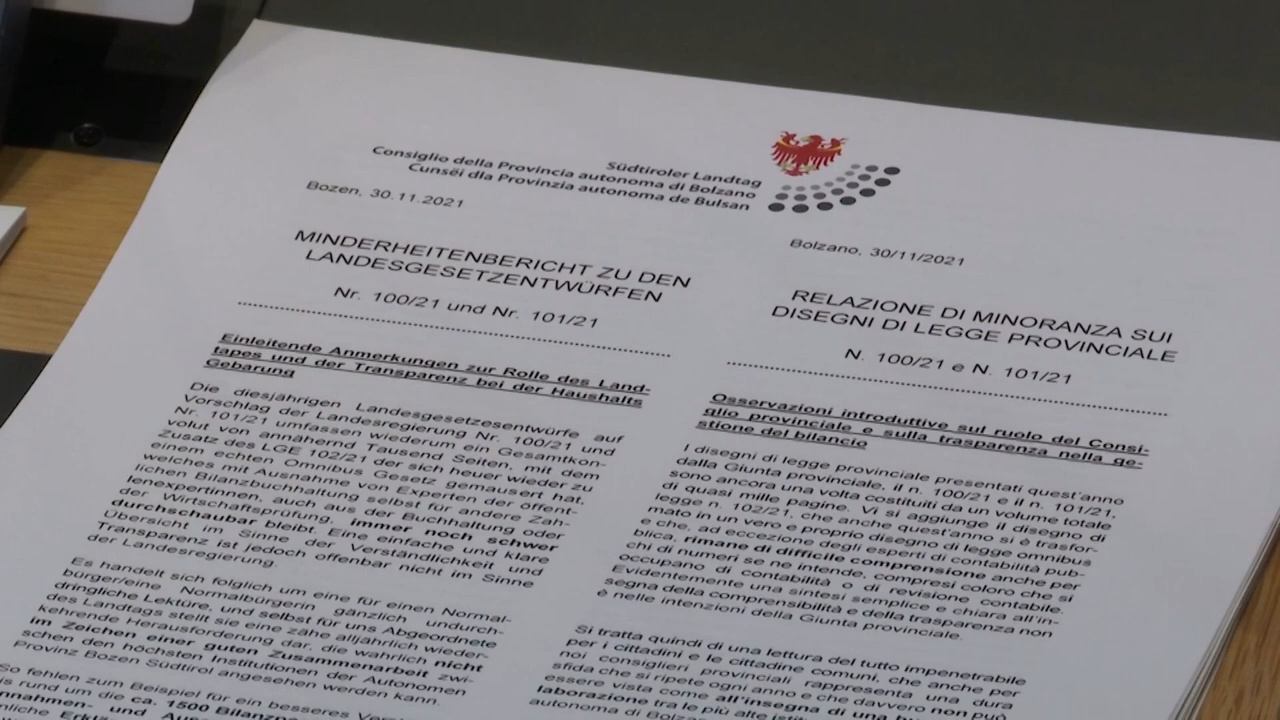 Südtiroler Landtag
Consiglio della Provincia autonoma di Bolzano
Cunsëi dla Provinzia autonoma de Bulsan
Bozen, 30.11.2021
MINDERHEITENBERICHT ZU DEN
LANDESGESETZENTWÜRFEN
Nr. 100/21 und Nr. 101/21
Einleitende Anmerkungen zur Rolle des Land-
tapes und der Transparenz bei der Haushalts
Gebarung
Die diesjährigen Landesgesetzesentwürfe auf
Vorschlag der Landesregierung Nr. 100/21 und
Nr. 101/21 umfassen wiederum ein Gesamtkon-
volut von annähernd Tausend Seiten, mit dem
Zusatz des LGE 102/21 der sich heuer wieder zu
einem echten Omnibus Gesetz gemausert hat,
welches mit Ausnahme von Experten der öffent-
lichen Bilanzbuchhaltung selbst für andere Zah-
lenexpertinnen, auch aus der Buchhaltung oder
der Wirtschaftsprüfung, immer noch schwer
durchschaubar bleibt. Eine einfache und klare
Übersicht im Sinne der Verständlichkeit und
Transparenz ist jedoch offenbar nicht im Sinne
der Landesregierung.
Es handelt sich folglich um eine für einen Normal-
bürger/eine Normalbürgerin gänzlich undurch-
dringliche Lektüre, und selbst für uns Abgeordnete
des Landtags stellt sie eine zähe alljährlich wieder-
kehrende Herausforderung dar, die wahrlich nicht
im Zeichen einer guten Zusammenarbeit zwi-
schen den höchsten Institutionen der Autonomen
Provinz Bozen Südtirol angesehen werden kann.
So fehlen zum Beispiel für ein besseres
rund um die ca. 1500
Bolzano, 30/11/2021
RELAZIONE DI MINORANZA SUI
DISEGNI DI LEGGE PROVINCIALE
N. 100/21 e N. 101/21
Osservazioni introduttive sul ruolo del Consi-
glio provinciale e sulla trasparenza nella ge-
stione del bilancio
I disegni di legge provinciale presentati quest'anno
dalla Giunta provinciale, il n. 100/21 e il n. 101/21,
sono ancora una volta costituiti da un volume totale
di quasi mille pagine. Vi si aggiunge il disegno di
legge n. 102/21, che anche quest'anno si è trasfor-
mato in un vero e proprio disegno di legge omnibus
e che, ad eccezione degli esperti di contabilità pub-
blica, rimane di difficile comprensione anche per
chi di numeri se ne intende, compresi coloro che si
occupano di contabilità o di revisione contabile.
Evidentemente una sintesi semplice e chiara all'in-
segna della comprensibilità e della trasparenza non
è nelle intenzioni della Giunta provinciale.
Si tratta quindi di una lettura del tutto impenetrabile
per i cittadini e le cittadine comuni, che anche per
noi consiglieri provinciali rappresenta una dura
sfida che si ripete ogni anno e che davvero non può
essere vista come all'insegna di una
laborazione tra le più alte
autonoma di